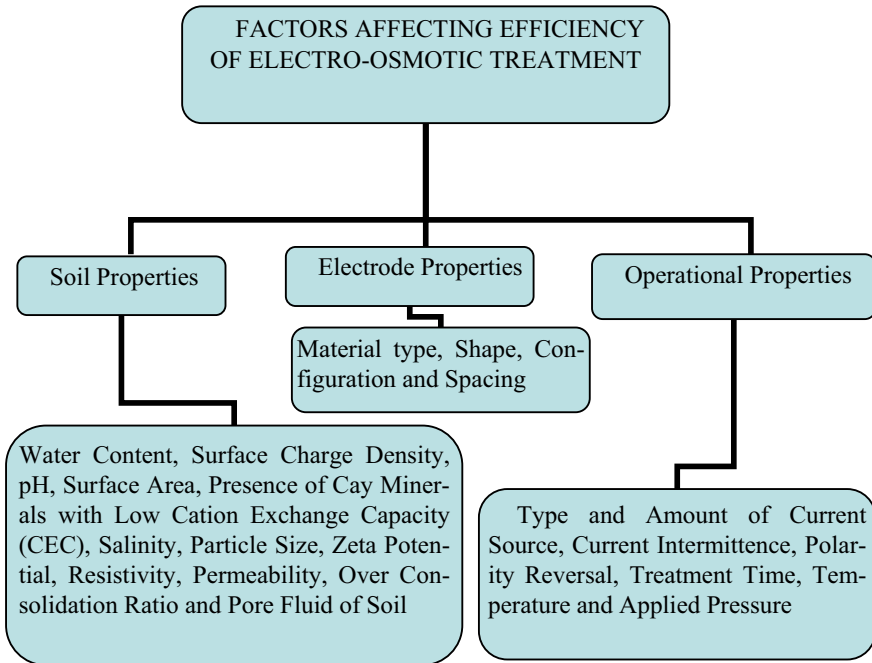 FACTORS AFFECTING EFFICIENCY
OF ELECTRO-OSMOTIC TREATMENT
Soil Properties
Electrode Properties
Operational Properties
Material type, Shape, Con-
figuration and Spacing
Water Content, Surface Charge Density,
pH, Surface Area, Presence of Cay Miner-
als with Low Cation Exchange Capacity
(CEC), Salinity, Particle Size, Zeta Poten-
tial, Resistivity, Permeability, Over Con-
solidation Ratio and Pore Fluid of Soil
Type and Amount of Current
Source, Current Intermittence, Polar-
ity Reversal, Treatment Time, Tem-
perature and Applied Pressure